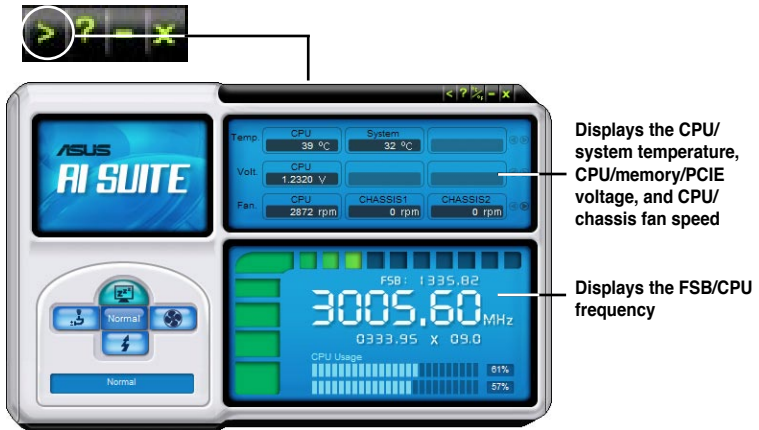 > ? - x
< ? °C/°F - x
ASUS
AI SUITE
Temp. CPU System
39 °C 32 °C
Volt. CPU
1.2320 V
Fan. CPU CHASSIS1 CHASSIS2
2872 rpm 0 rpm 0 rpm
Displays the CPU/
system temperature,
CPU/memory/PCIE
voltage, and CPU/
chassis fan speed
FSB: 1335.82
3005.60 MHz
0333.95 X 09.0
CPU Usage
61%
57%
Displays the FSB/CPU
frequency
zzz
Normal
Normal